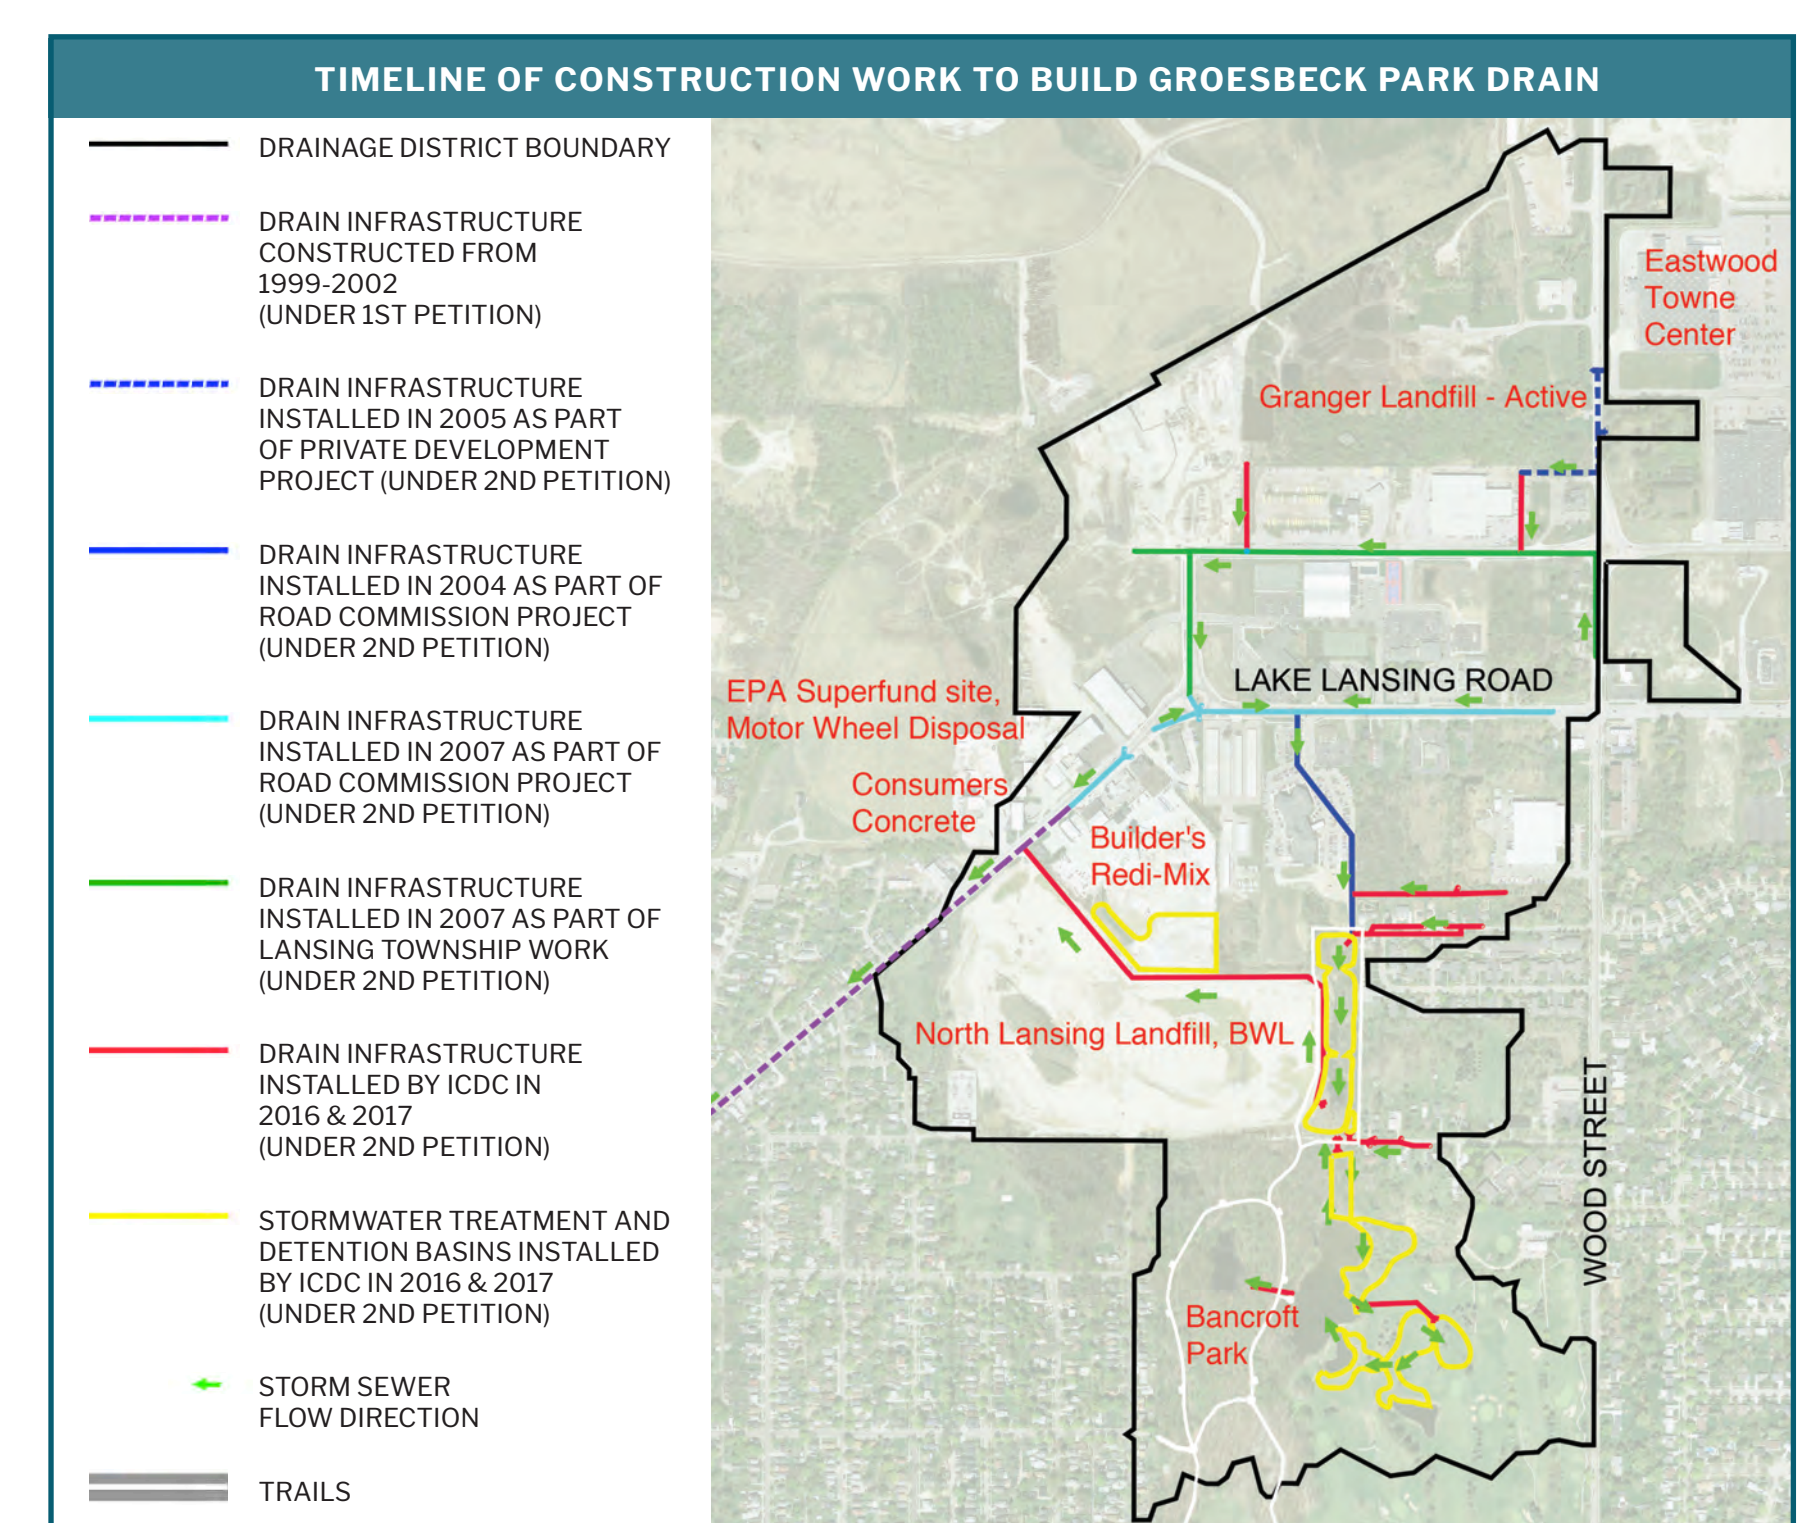 TIMELINE OF CONSTRUCTION WORK TO BUILD GROESBECK PARK DRAIN
DRAINAGE DISTRICT BOUNDARY
DRAIN INFRASTRUCTURE
CONSTRUCTED FROM
1999-2002
(UNDER 1ST PETITION)
DRAIN INFRASTRUCTURE
INSTALLED IN 2005 AS PART
OF PRIVATE DEVELOPMENT
PROJECT (UNDER 2ND PETITION)
DRAIN INFRASTRUCTURE
INSTALLED IN 2004 AS PART OF
ROAD COMMISSION PROJECT
(UNDER 2ND PETITION)
DRAIN INFRASTRUCTURE
INSTALLED IN 2007 AS PART OF
ROAD COMMISSION PROJECT
(UNDER 2ND PETITION)
DRAIN INFRASTRUCTURE
INSTALLED IN 2007 AS PART OF
LANSING TOWNSHIP WORK
(UNDER 2ND PETITION)
DRAIN INFRASTRUCTURE
INSTALLED BY ICDC IN
2016 & 2017
(UNDER 2ND PETITION)
STORMWATER TREATMENT AND
DETENTION BASINS INSTALLED
BY ICDC IN 2016 & 2017
(UNDER 2ND PETITION)
STORM SEWER
FLOW DIRECTION
TRAILS
Eastwood
Towne
Center
Granger Landfill - Active
LAKE LANSING ROAD
EPA Superfund site,
Motor Wheel Disposal
Consumers
Concrete
Builder's
Redi-Mix
North Lansing Landfill, BWL
WOOD STREET
Bancroft
Park